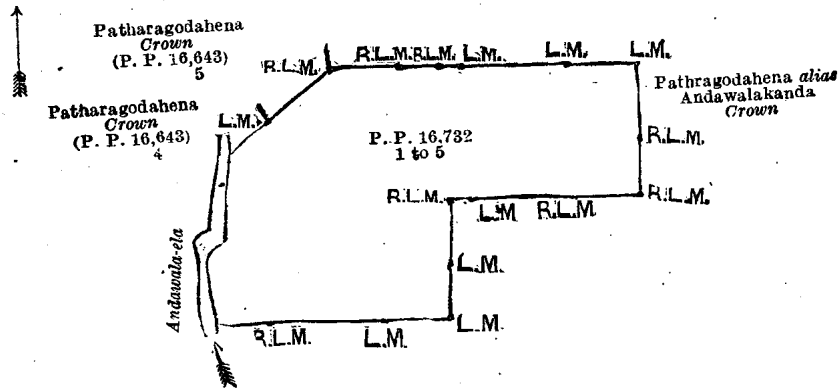 Patharagodahena
Crown
(P. P. 16,643)
5
R.L.M. R.L.M. R.L.M. L.M. L.M. L.M.
Patharagodahena
Crown
(P. P. 16,643)
4
L.M.
Pathragodahena alias
Andawalakanda
Crown
P. P. 16,732
1 to 5
R.L.M.
R.L.M. L.M R.L.M. R.L.M.
Andawala-ela
L.M.
L.M.
R.L.M. L.M.